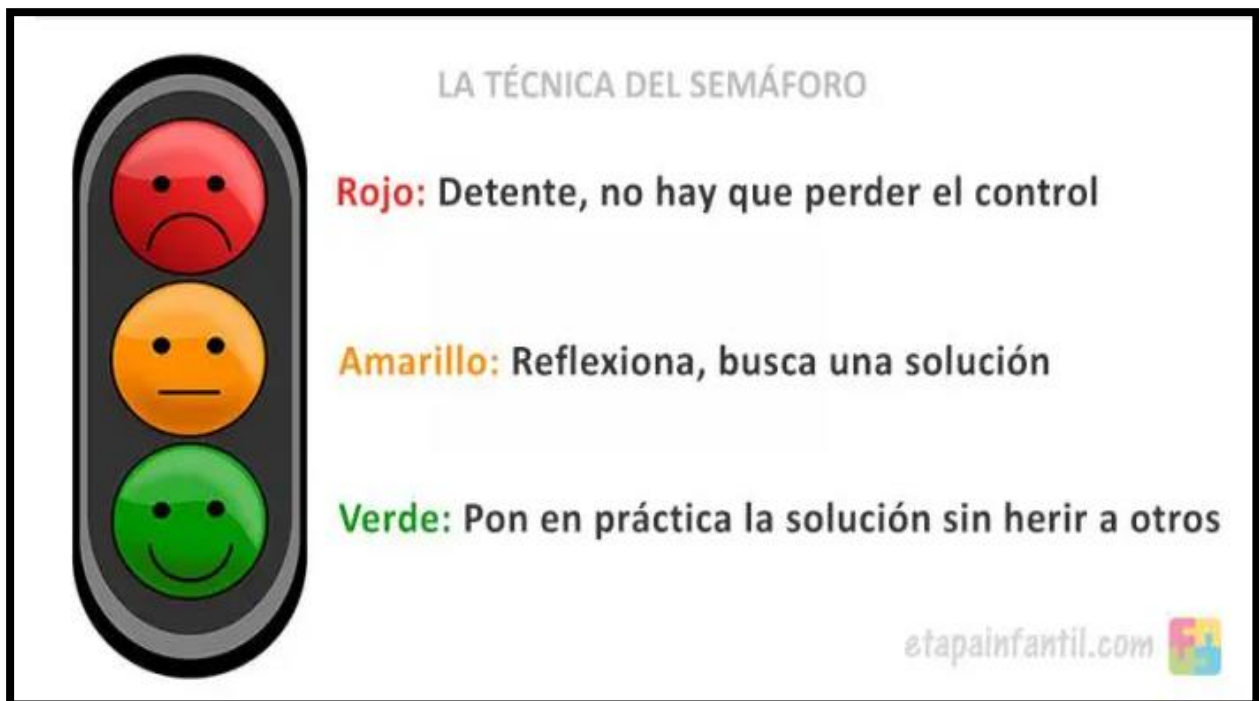 LA TÉCNICA DEL SEMÁFORO
Rojo: Detente, no hay que perder el control
Amarillo: Reflexiona, busca una solución
Verde: Pon en práctica la solución sin herir a otros
etapainfantil.com